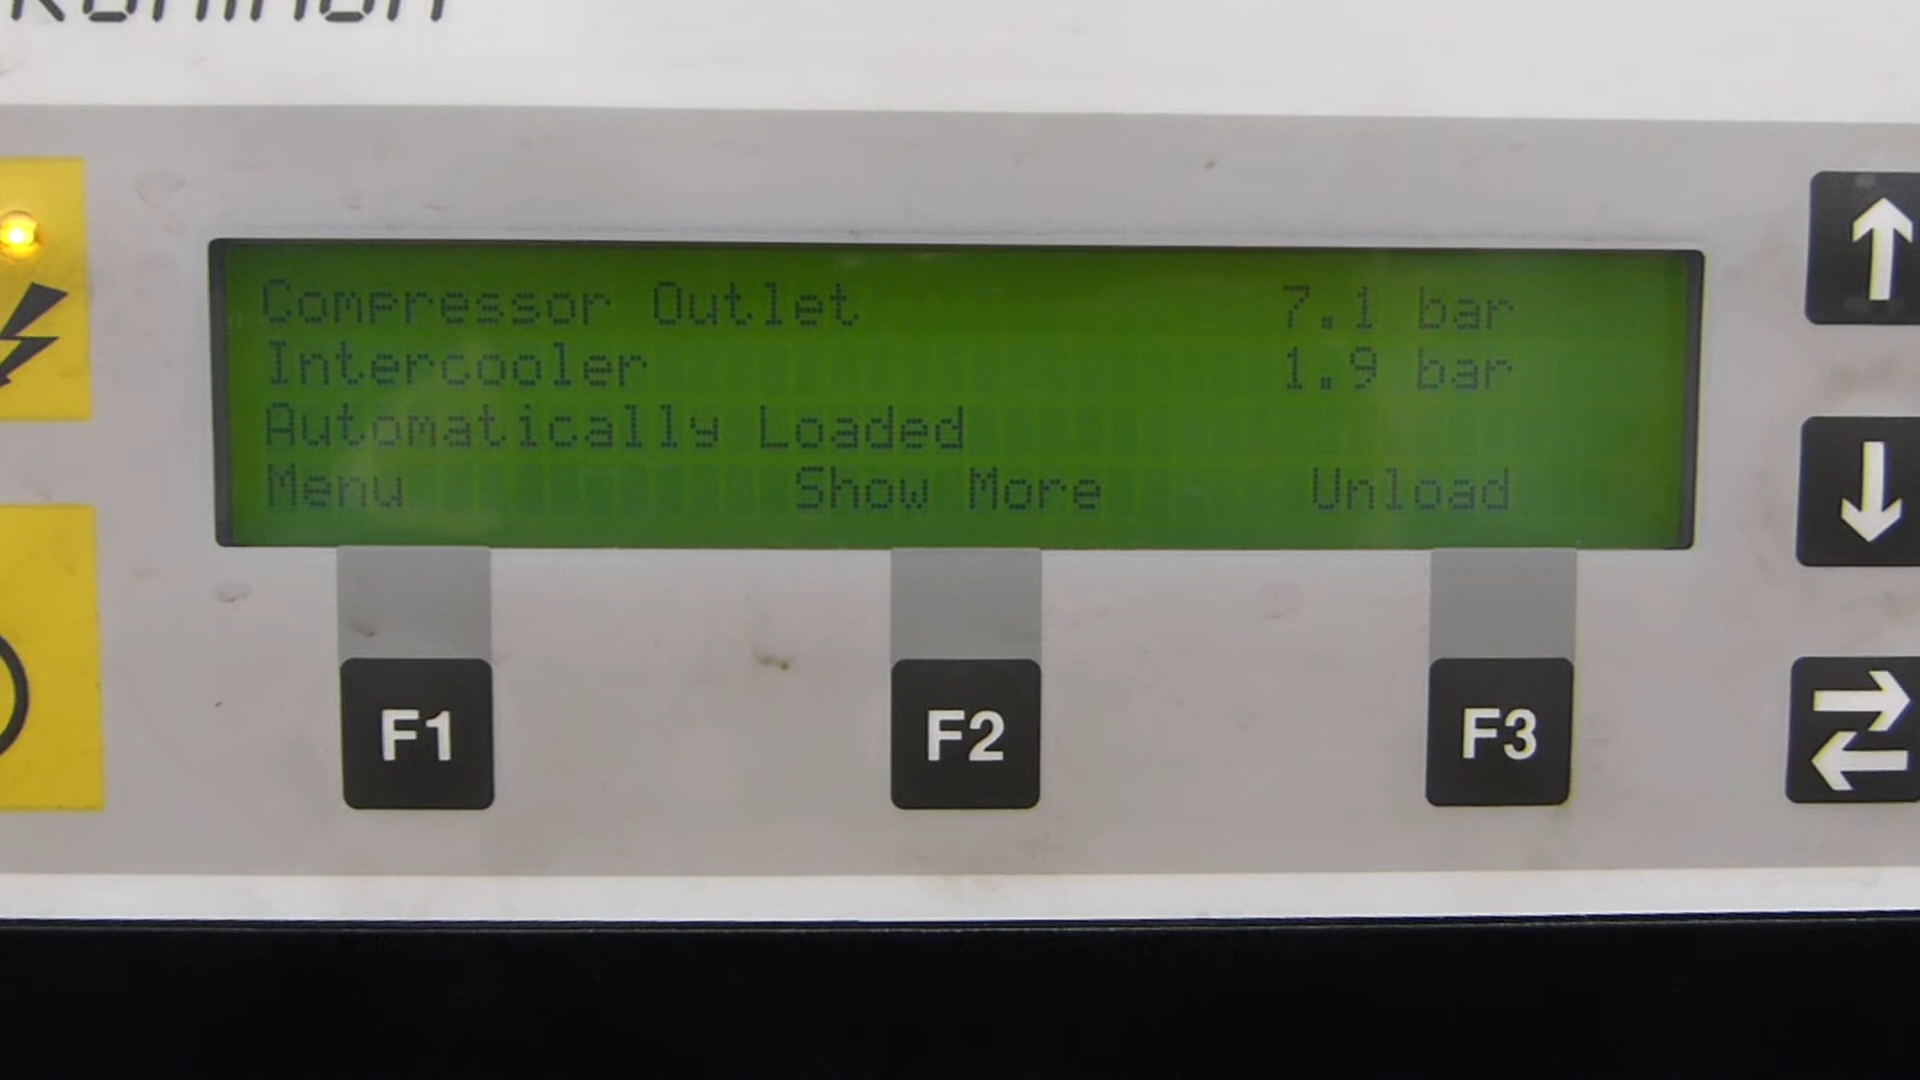 Compressor Outlet 7.1 bar
Intercooler 1.9 bar
Automatically Loaded
Menu Show More Unload
F1 F2 F3